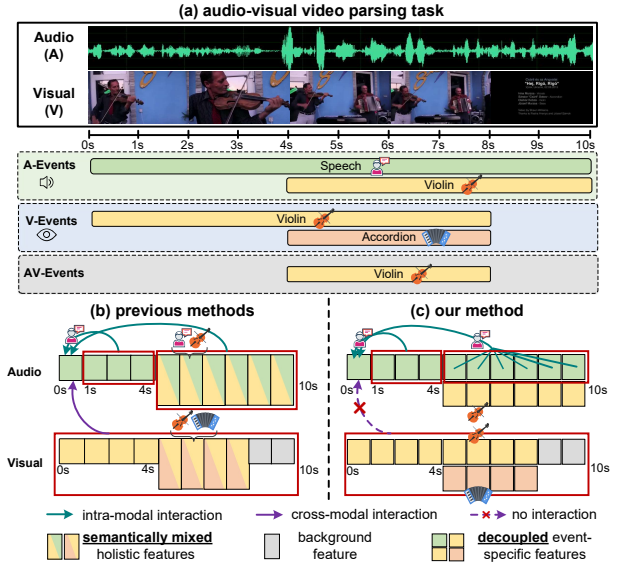 (a) audio-visual video parsing task
Audio
(A)
Visual
(V)
"Hej, Rigó, Rigó"
0s 1s 2s 3s 4s 5s 6s 7s 8s 9s 10s
A-Events
Speech
Violin
V-Events
Violin
Accordion
AV-Events
Violin
(b) previous methods
(c) our method
Audio
0s 1s 4s 10s
0s 1s 4s 10s
Visual
0s 4s 10s
0s 4s 10s
intra-modal interaction
cross-modal interaction
no interaction
semantically mixed
holistic features
background
feature
decoupled event-
specific features